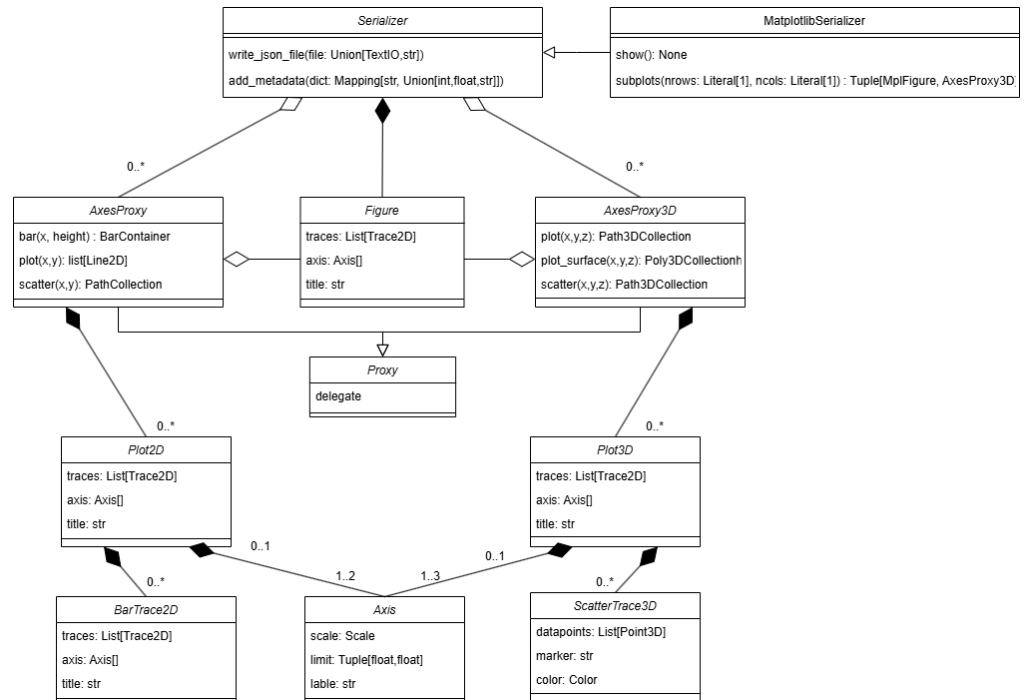 Serializer
write_json_file(file: Union[TextIO,str])
add_metadata(dict: Mapping[str, Union[int,float,str]])
MatplotlibSerializer
show(): None
subplots(nrows: Literal[1], ncols: Literal[1]) : Tuple[MplFigure, AxesProxy3D]
0..*
0..*
AxesProxy
bar(x, height) : BarContainer
plot(x,y): list[Line2D]
scatter(x,y): PathCollection
Figure
traces: List[Trace2D]
axis: Axis[]
title: str
AxesProxy3D
plot(x,y,z): Path3DCollection
plot_surface(x,y,z): Poly3DCollectionh
scatter(x,y,z): Path3DCollection
Proxy
delegate
0..*
0..*
Plot2D
traces: List[Trace2D]
axis: Axis[]
title: str
Plot3D
traces: List[Trace2D]
axis: Axis[]
title: str
0..1
0..1
0..*
1..2
1..3
0..*
BarTrace2D
traces: List[Trace2D]
axis: Axis[]
title: str
Axis
scale: Scale
limit: Tuple[float,float]
lable: str
ScatterTrace3D
datapoints: List[Point3D]
marker: str
color: Color